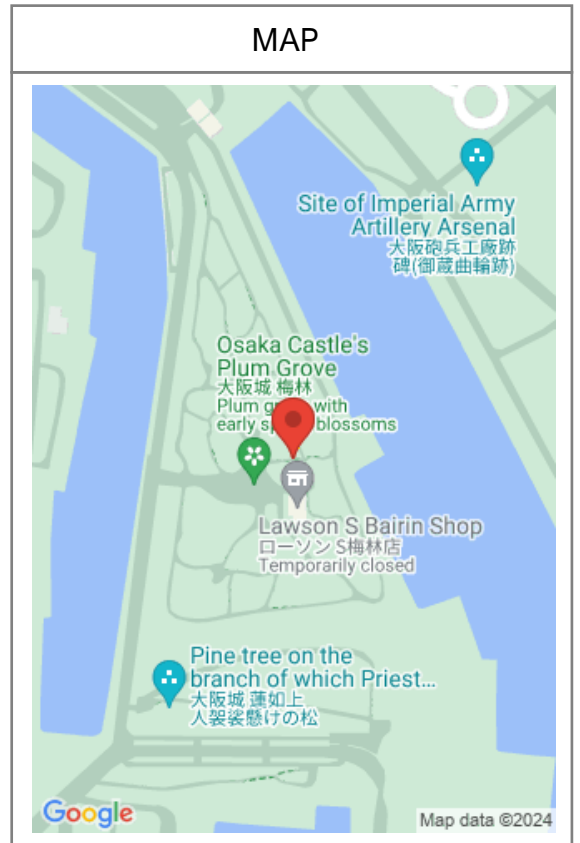 MAP
Site of Imperial Army
Artillery Arsenal
大阪砲兵工廠跡
碑(御蔵曲輪跡)
Osaka Castle's
Plum Grove
大阪城 梅林
Plum with
early blossoms
Lawson S Bairin Shop
ローソン S梅林店
Temporarily closed
Pine tree on the
branch of which Priest...
大阪城 蓮如上
人袈裟懸けの松
Google
Map data ©2024